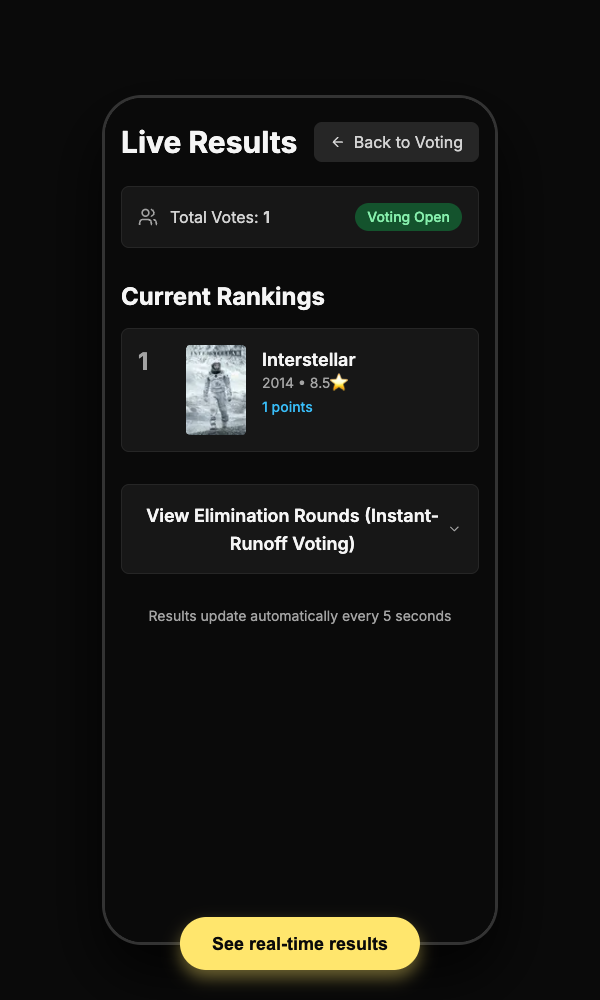 Live Results
← Back to Voting
Total Votes: 1
Voting Open
Current Rankings
1
INTERSTELLAR
Interstellar
2014 • 8.5⭐
1 points
View Elimination Rounds (Instant-
Runoff Voting)
Results update automatically every 5 seconds
See real-time results